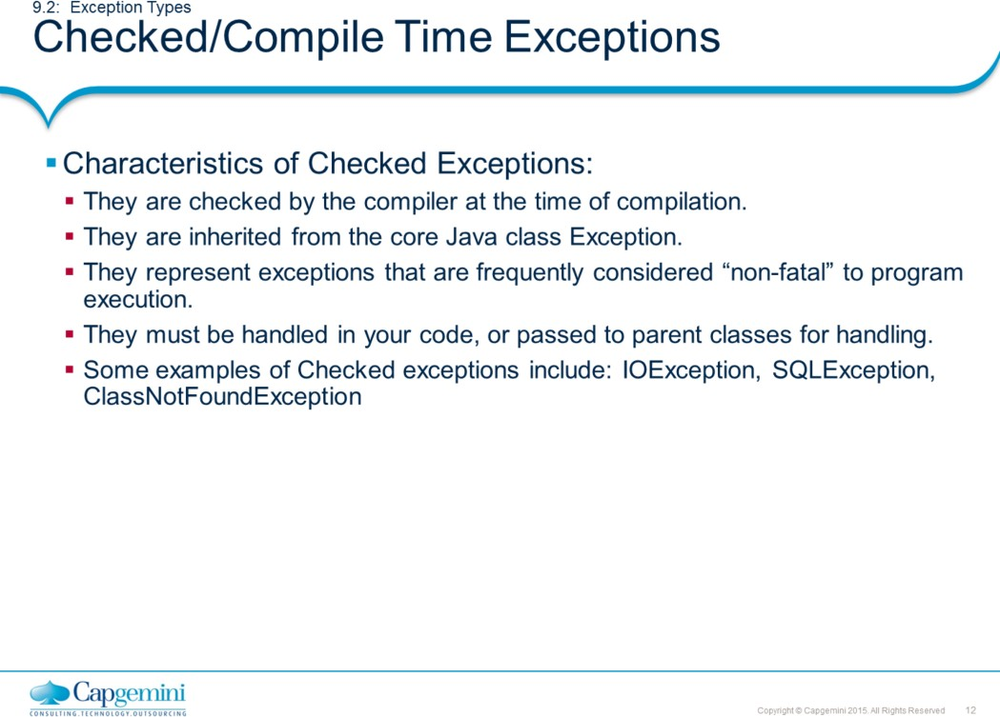 9.2: Exception Types
Checked/Compile Time Exceptions
Characteristics of Checked Exceptions:
They are checked by the compiler at the time of compilation.
They are inherited from the core Java class Exception.
They represent exceptions that are frequently considered “non-fatal” to program
execution.
They must be handled in your code, or passed to parent classes for handling.
Some examples of Checked exceptions include: IOException, SQLException,
ClassNotFoundException
Capgemini
CONSULTING.TECHNOLOGY.OUTSOURCING
Copyright © Capgemini 2015. All Rights Reserved 12